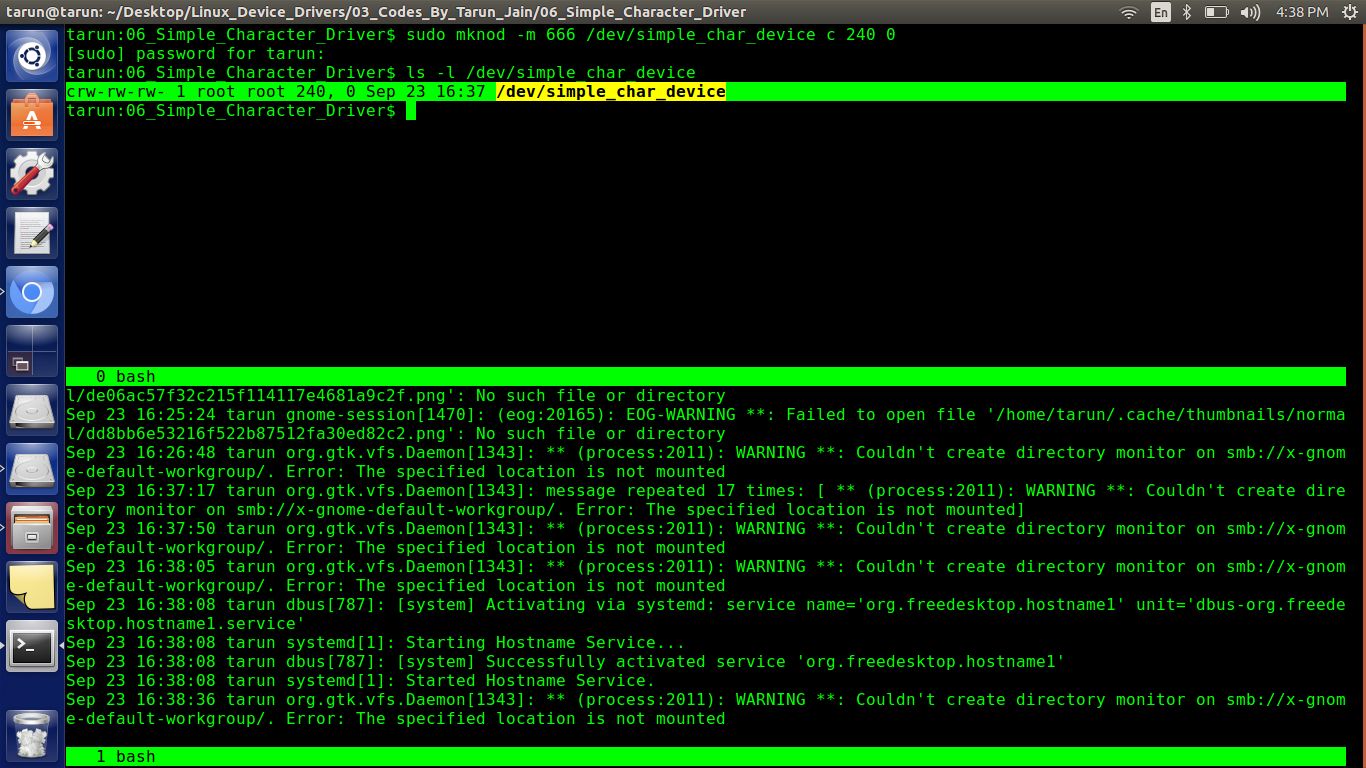 tarun@tarun: ~/Desktop/Linux_Device_Drivers/03_Codes_By_Tarun_Jain/06_Simple_Character_Driver En 4:38 PM
tarun:06_Simple_Character_Driver$ sudo mknod -m 666 /dev/simple_char_device c 240 0
[sudo] password for tarun:
tarun:06_Simple_Character_Driver$ ls -l /dev/simple_char_device
crw-rw-rw- 1 root root 240, 0 Sep 23 16:37 /dev/simple_char_device
tarun:06_Simple_Character_Driver$
0 bash
l/de06ac57f32c215f114117e4681a9c2f.png': No such file or directory
Sep 23 16:25:24 tarun gnome-session[1470]: (eog:20165): EOG-WARNING **: Failed to open file '/home/tarun/.cache/thumbnails/norma
l/dd8bb6e53216f522b87512fa30ed82c2.png': No such file or directory
Sep 23 16:26:48 tarun org.gtk.vfs.Daemon[1343]: ** (process:2011): WARNING **: Couldn't create directory monitor on smb://x-gnom
e-default-workgroup/. Error: The specified location is not mounted
Sep 23 16:37:17 tarun org.gtk.vfs.Daemon[1343]: message repeated 17 times: [ ** (process:2011): WARNING **: Couldn't create dire
ctory monitor on smb://x-gnome-default-workgroup/. Error: The specified location is not mounted]
Sep 23 16:37:50 tarun org.gtk.vfs.Daemon[1343]: ** (process:2011): WARNING **: Couldn't create directory monitor on smb://x-gnom
e-default-workgroup/. Error: The specified location is not mounted
Sep 23 16:38:05 tarun org.gtk.vfs.Daemon[1343]: ** (process:2011): WARNING **: Couldn't create directory monitor on smb://x-gnom
e-default-workgroup/. Error: The specified location is not mounted
Sep 23 16:38:08 tarun dbus[787]: [system] Activating via systemd: service name='org.freedesktop.hostname1' unit='dbus-org.freede
sktop.hostname1.service'
Sep 23 16:38:08 tarun systemd[1]: Starting Hostname Service...
Sep 23 16:38:08 tarun dbus[787]: [system] Successfully activated service 'org.freedesktop.hostname1'
Sep 23 16:38:08 tarun systemd[1]: Started Hostname Service.
Sep 23 16:38:36 tarun org.gtk.vfs.Daemon[1343]: ** (process:2011): WARNING **: Couldn't create directory monitor on smb://x-gnom
e-default-workgroup/. Error: The specified location is not mounted
1 bash